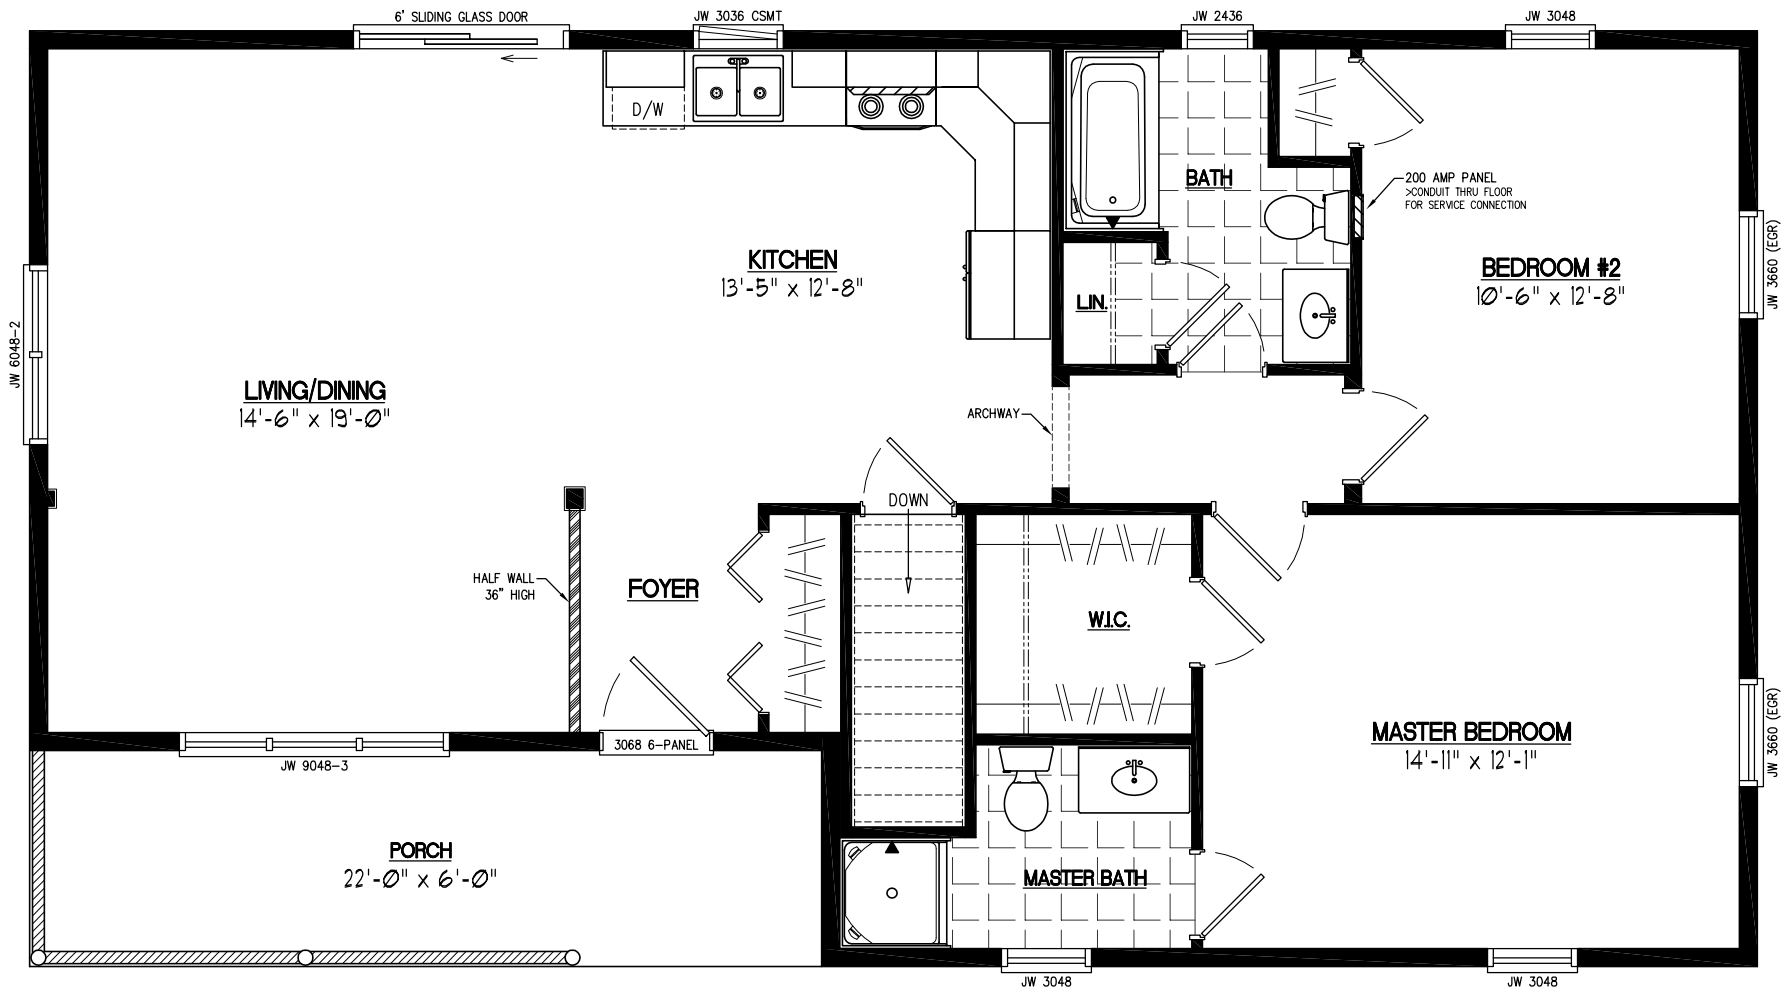 6' SLIDING GLASS DOOR
JW 3036 CSMT
JW 2436
JW 3048
D/W
BATH
200 AMP PANEL
>CONDUIT THRU FLOOR
FOR SERVICE CONNECTION
KITCHEN
13'-5" x 12'-8"
BEDROOM #2
10'-6" x 12'-8"
JW 3660 (EGR)
LIN.
JW 6048-2
LIVING/DINING
14'-6" x 19'-0"
ARCHWAY
DOWN
HALF WALL
36" HIGH
FOYER
W.I.C.
MASTER BEDROOM
14'-11" x 12'-1"
JW 3660 (EGR)
3068 6-PANEL
JW 9048-3
PORCH
22'-0" x 6'-0"
MASTER BATH
JW 3048
JW 3048